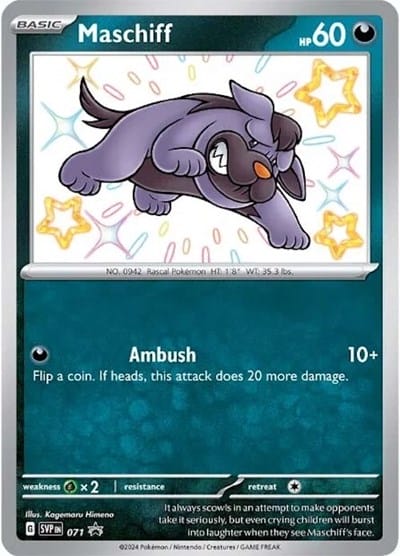 BASIC Maschiff HP 60
NO. 0942 Rascal Pokémon HT: 1'8" WT: 35.3 lbs.
Ambush 10+
Flip a coin. If heads, this attack does 20 more damage.
weakness ×2 resistance retreat
Illus. Kagemaru Himeno
G SVP EN 071
It always scowls in an attempt to make opponents
take it seriously, but even crying children will burst
into laughter when they see Maschiff's face.
©2024 Pokémon / Nintendo / Creatures / GAME FREAK